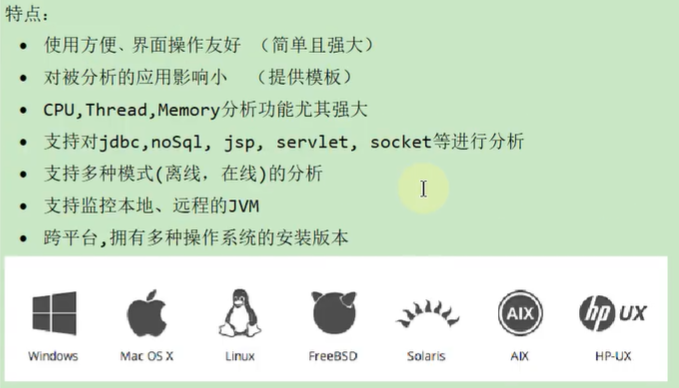 特点：
使用方便、界面操作友好 （简单且强大）
对被分析的应用影响小 （提供模板）
CPU,Thread,Memory分析功能尤其强大
支持对jdbc,noSql, jsp, servlet, socket等进行分析
支持多种模式(离线，在线)的分析
支持监控本地、远程的JVM
跨平台,拥有多种操作系统的安装版本
AIX hp UX
Windows Mac OS X Linux FreeBSD Solaris AIX HP-UX